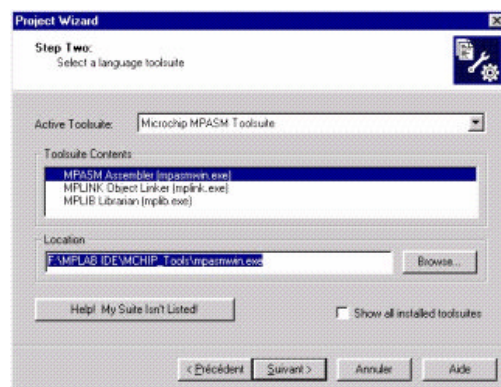 Project Wizard
Step Two:
Select a language toolsuite
Active Toolsuite: Microchip MPASM Toolsuite
Toolsuite Contents
MPASM Assembler (mpasmwin.exe)
MPLINK Object Linker (mplink.exe)
MPLIB Librarian (mplib.exe)
Location
F:\MPLAB IDE\MCHIP_Tools\mpasmwin.exe Browse...
Help! My Suite Isn't Listed! Show all installed toolsuites
< Précédent Suivant > Annuler Aide